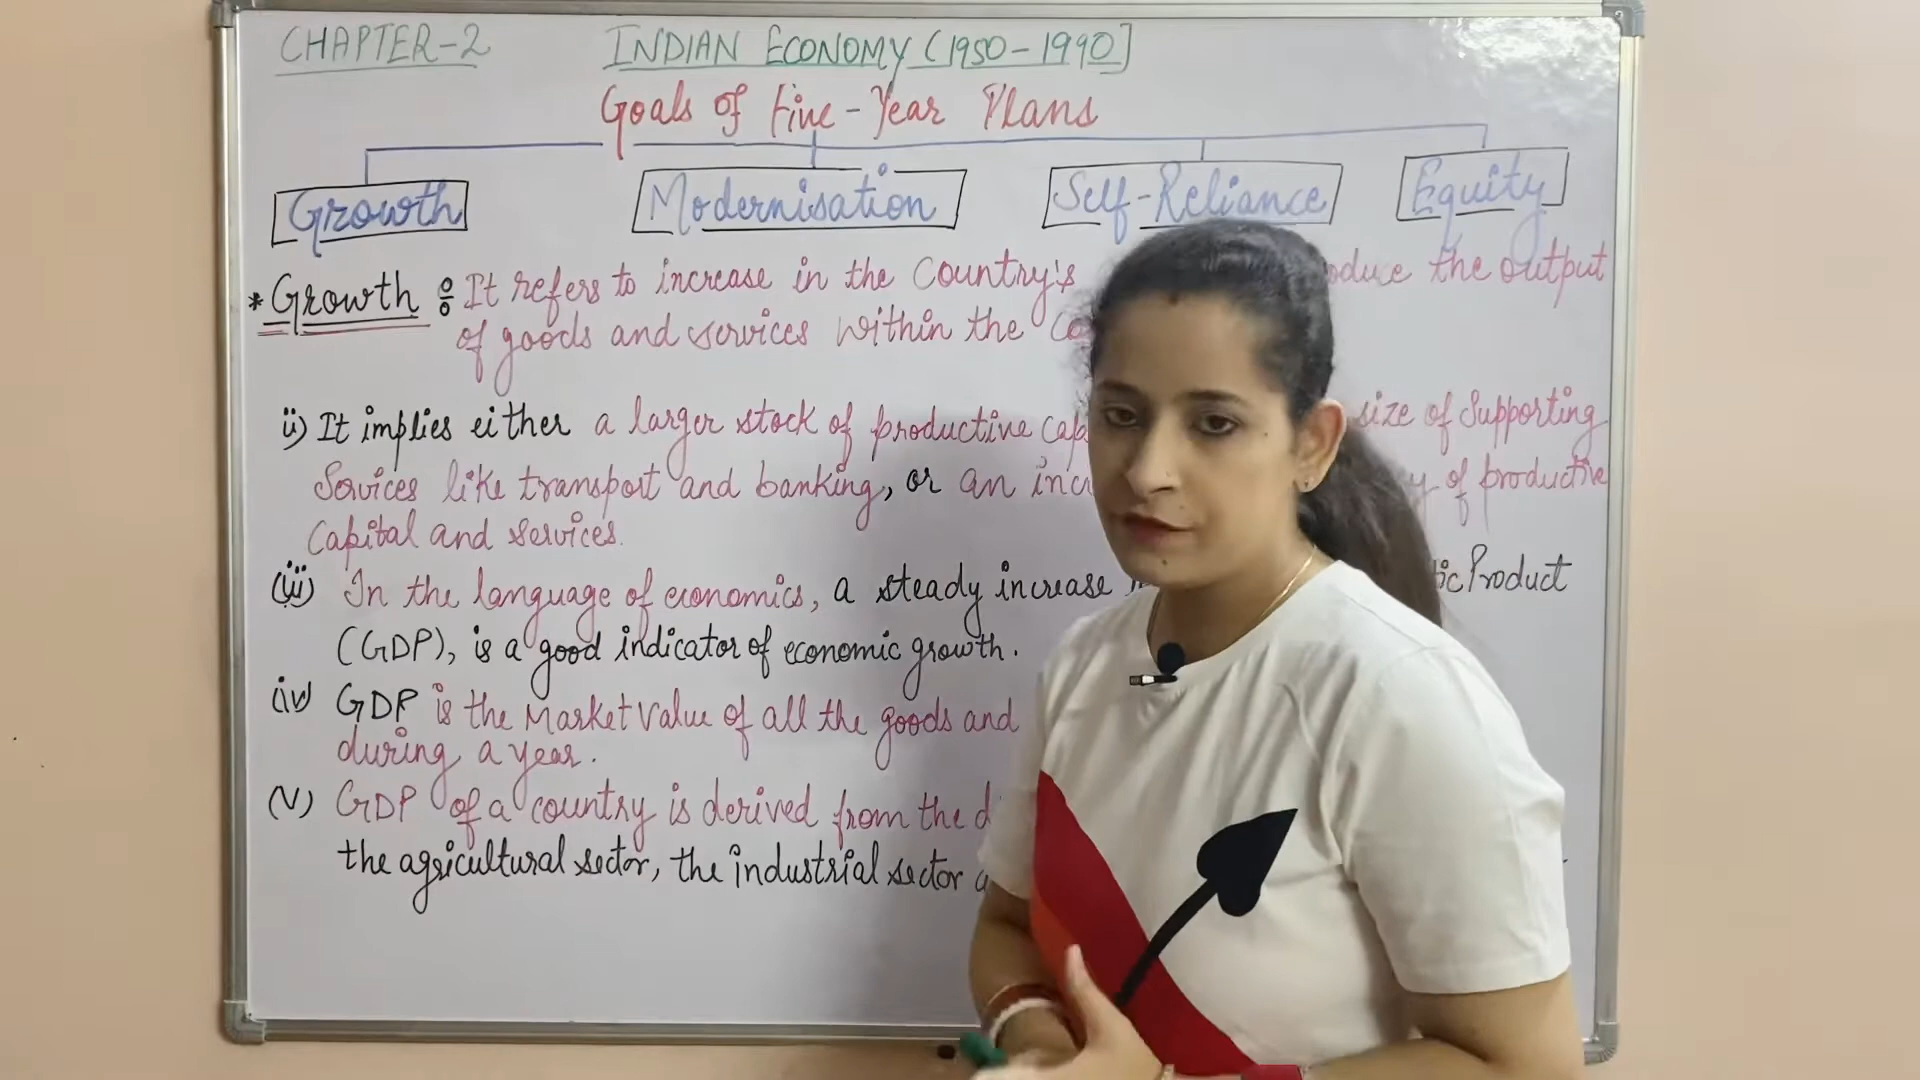 CHAPTER-2 INDIAN ECONOMY (1950-1990]
Goals of Five-Year Plans
Growth Modernisation Self-Reliance Equity
*Growth: It refers to increase in the Country's the output
of goods and services within the
ii) It implies either a larger stock of productive size of Supporting
Services like transport and banking, or an of productive
Capital and services.
(iii) In the language of economics, a steady increase Product
(GDP), is a good indicator of economic growth.
(iv) GDP is the Market Value of all the goods and
during a year.
(V) GDP of a country is derived from the
the agricultural sector, the industrial sector